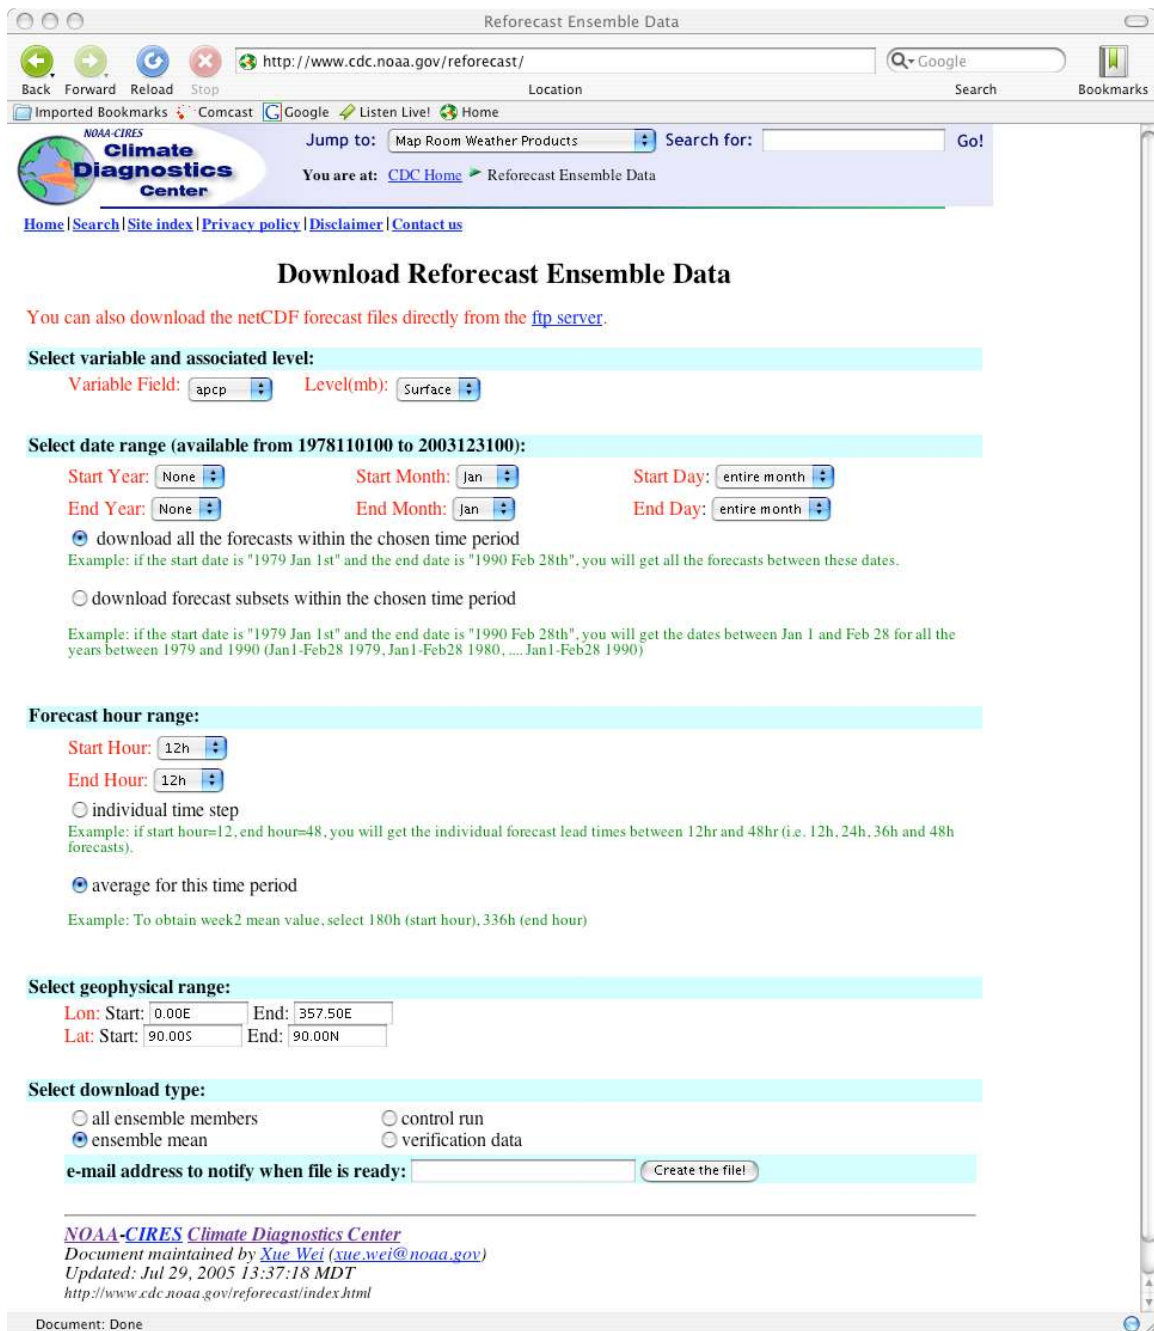 Reforecast Ensemble Data
http://www.cdc.noaa.gov/reforecast/
Google
Back Forward Reload Stop Location Search Bookmarks
Imported Bookmarks Comcast Google Listen Live! Home
NOAA-CIRES
Climate
Diagnostics
Center
Jump to: Map Room Weather Products Search for: Go!
You are at: CDC Home Reforecast Ensemble Data
Home|Search|Site index|Privacy policy|Disclaimer|Contact us
Download Reforecast Ensemble Data
You can also download the netCDF forecast files directly from the ftp server.
Select variable and associated level:
Variable Field: apcp Level(mb): Surface
Select date range (available from 1978110100 to 2003123100):
Start Year: None Start Month: Jan Start Day: entire month
End Year: None End Month: Jan End Day: entire month
download all the forecasts within the chosen time period
Example: if the start date is "1979 Jan 1st" and the end date is "1990 Feb 28th", you will get all the forecasts between these dates.
download forecast subsets within the chosen time period
Example: if the start date is "1979 Jan 1st" and the end date is "1990 Feb 28th", you will get the dates between Jan 1 and Feb 28 for all the
years between 1979 and 1990 (Jan1-Feb28 1979, Jan1-Feb28 1980, .... Jan1-Feb28 1990)
Forecast hour range:
Start Hour: 12h
End Hour: 12h
individual time step
Example: if start hour=12, end hour=48, you will get the individual forecast lead times between 12hr and 48hr (i.e. 12h, 24h, 36h and 48h
forecasts).
average for this time period
Example: To obtain week2 mean value, select 180h (start hour), 336h (end hour)
Select geophysical range:
Lon: Start: 0.00E End: 357.50E
Lat: Start: 90.00S End: 90.00N
Select download type:
all ensemble members control run
ensemble mean verification data
e-mail address to notify when file is ready: Create the file!
NOAA-CIRES Climate Diagnostics Center
Document maintained by Xue Wei (xue.wei@noaa.gov)
Updated: Jul 29, 2005 13:37:18 MDT
http://www.cdc.noaa.gov/reforecast/index.html
Document: Done